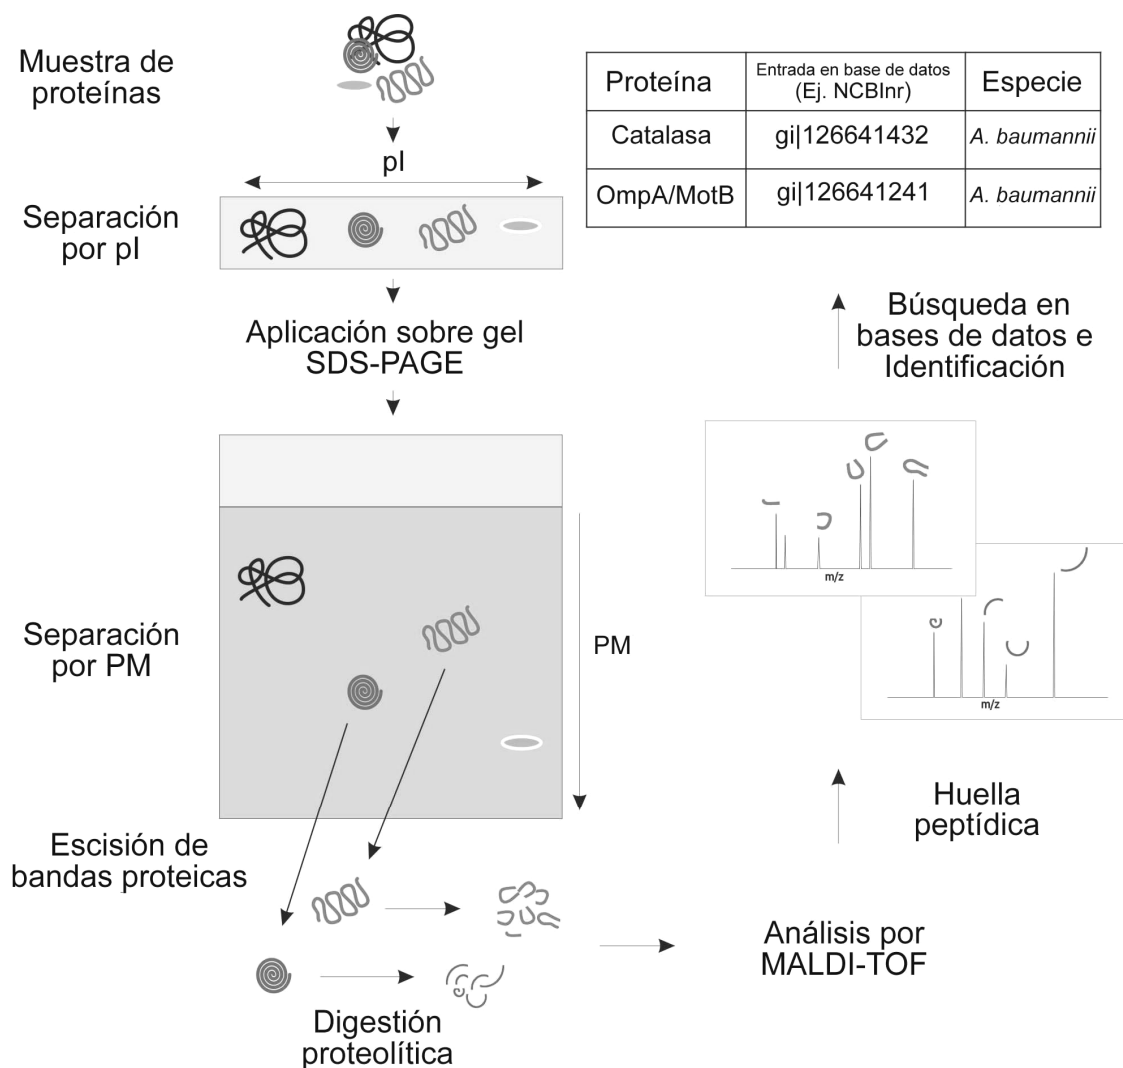 Muestra de
proteínas
pI
Separación
por pI
Aplicación sobre gel
SDS-PAGE
Separación
por PM
PM
Escisión de
bandas proteicas
Digestión
proteolítica
Análisis por
MALDI-TOF
Huella
peptídica
m/z
m/z
Búsqueda en
bases de datos e
Identificación
Proteína
Entrada en base de datos
(Ej. NCBInr)
Especie
Catalasa
gi|126641432
A. baumannii
OmpA/MotB
gi|126641241
A. baumannii